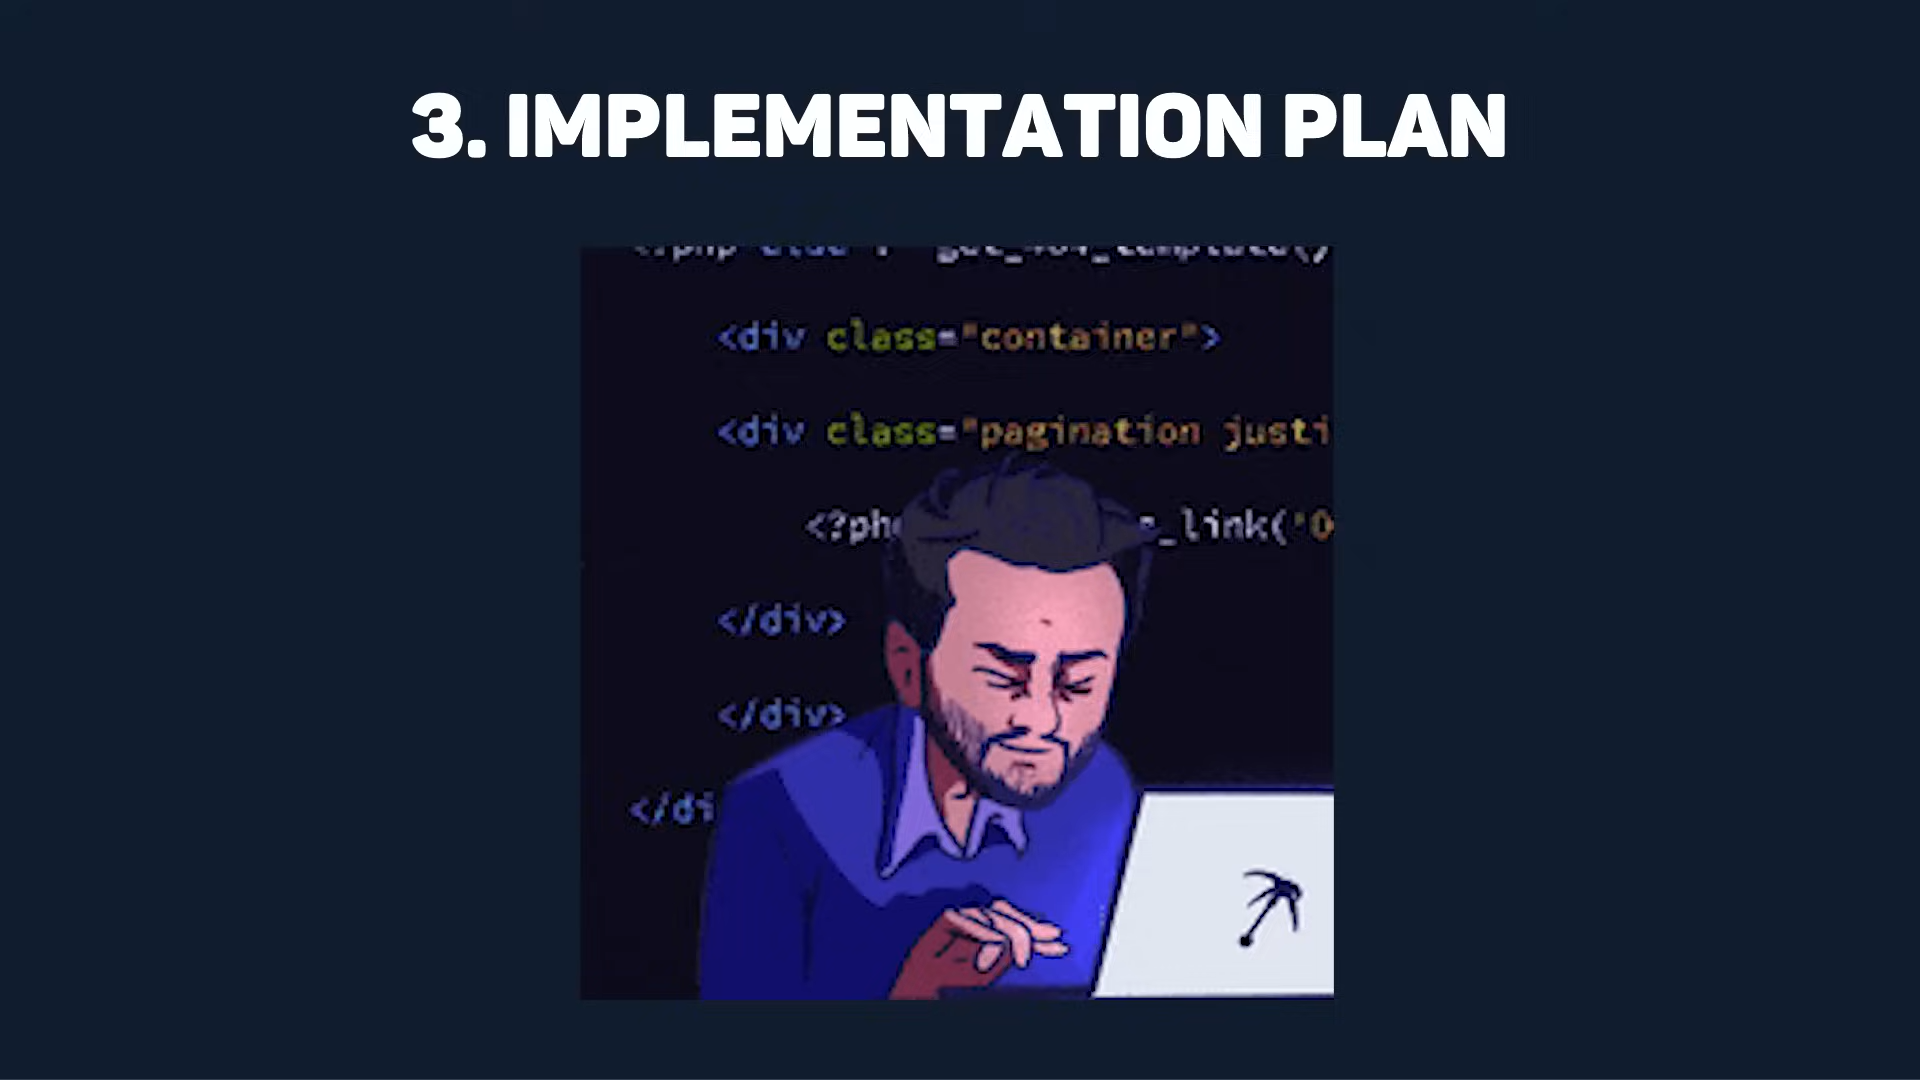 3. IMPLEMENTATION PLAN
<div class="container">
<div class="pagination justi
<?ph _link('
</div>
</div>
</di